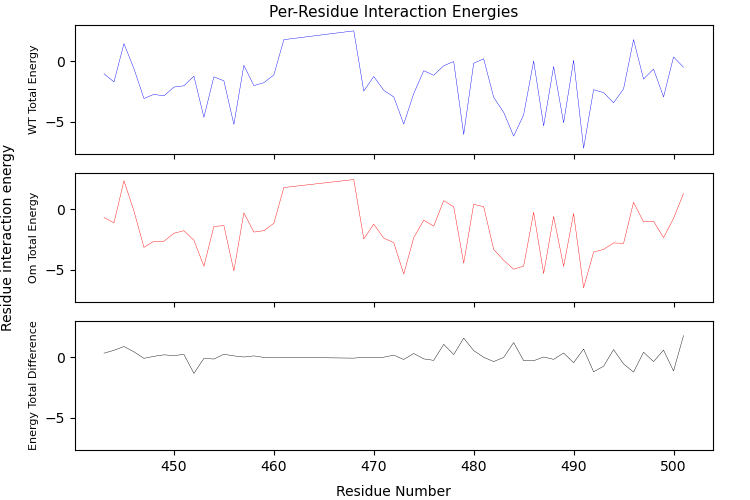 Per-Residue Interaction Energies
Residue interaction energy
WT Total Energy
0
−5
Om Total Energy
0
−5
Energy Total Difference
0
−5
450 460 470 480 490 500
Residue Number